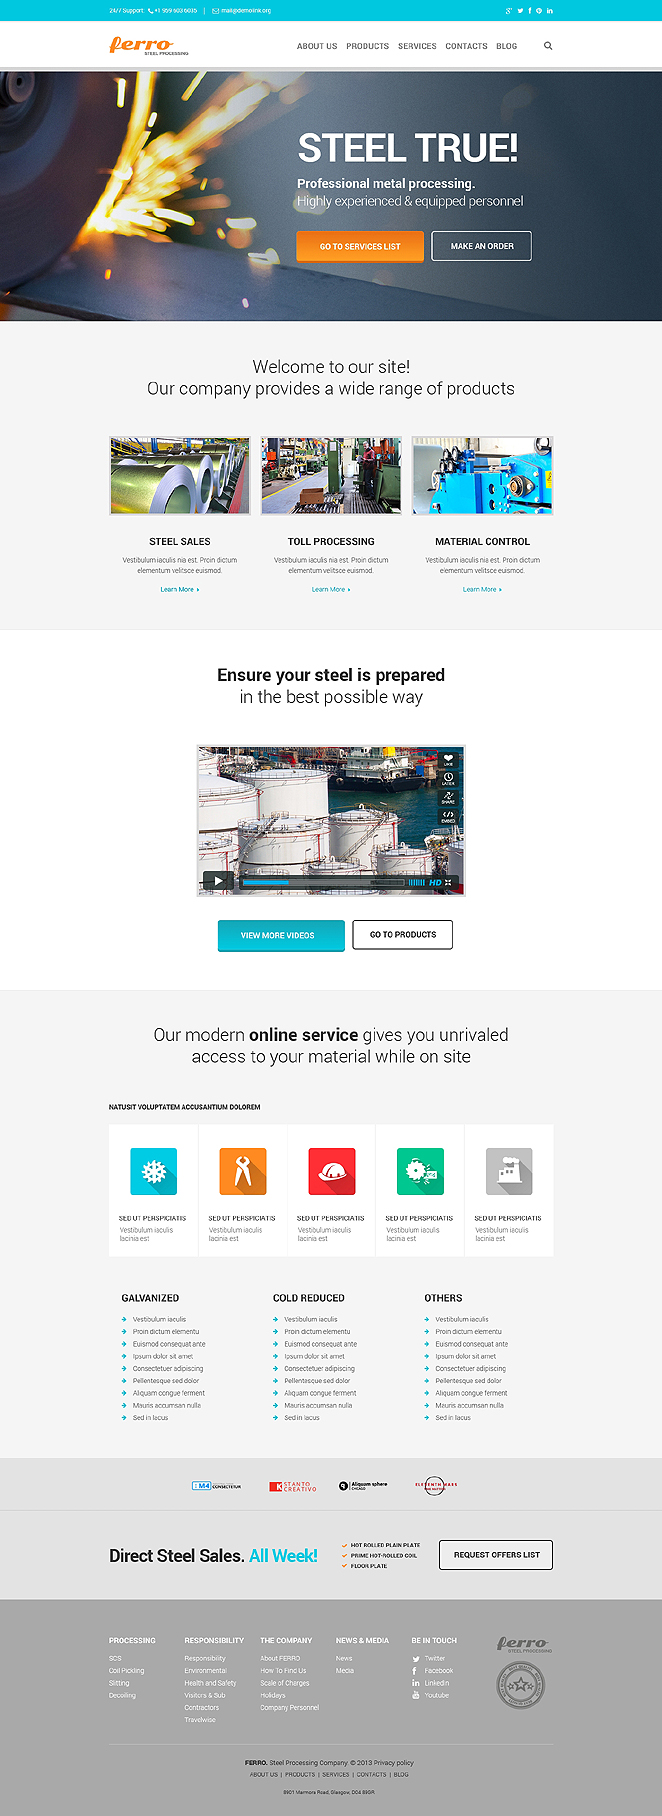 24/7 Support: +1 959 603 6035 | mail@demolink.org
ferro
STEEL PROCESSING
ABOUT US PRODUCTS SERVICES CONTACTS BLOG
STEEL TRUE!
Professional metal processing.
Highly experienced & equipped personnel
GO TO SERVICES LIST MAKE AN ORDER
Welcome to our site!
Our company provides a wide range of products
STEEL SALES
Vestibulum iaculis nia est. Proin dictum
elementum velitsce euismod.
Learn More
TOLL PROCESSING
Vestibulum iaculis nia est. Proin dictum
elementum velitsce euismod.
Learn More
MATERIAL CONTROL
Vestibulum iaculis nia est. Proin dictum
elementum velitsce euismod.
Learn More
Ensure your steel is prepared
in the best possible way
LIKE
LATER
SHARE
EMBED
HD
VIEW MORE VIDEOS GO TO PRODUCTS
Our modern online service gives you unrivaled
access to your material while on site
NATUSIT VOLUPTATEM ACCUSANTIUM DOLOREM
SED UT PERSPICIATIS
Vestibulum iaculis
lacinia est
SED UT PERSPICIATIS
Vestibulum iaculis
lacinia est
SED UT PERSPICIATIS
Vestibulum iaculis
lacinia est
SED UT PERSPICIATIS
Vestibulum iaculis
lacinia est
SED UT PERSPICIATIS
Vestibulum iaculis
lacinia est
GALVANIZED
Vestibulum iaculis
Proin dictum elementu
Euismod consequat ante
Ipsum dolor sit amet
Consectetuer adipiscing
Pellentesque sed dolor
Aliquam congue ferment
Mauris accumsan nulla
Sed in lacus
COLD REDUCED
Vestibulum iaculis
Proin dictum elementu
Euismod consequat ante
Ipsum dolor sit amet
Consectetuer adipiscing
Pellentesque sed dolor
Aliquam congue ferment
Mauris accumsan nulla
Sed in lacus
OTHERS
Vestibulum iaculis
Proin dictum elementu
Euismod consequat ante
Ipsum dolor sit amet
Consectetuer adipiscing
Pellentesque sed dolor
Aliquam congue ferment
Mauris accumsan nulla
Sed in lacus
M4
CONSECTETUR
STANTO
CREATIVO
Aliquam sphere
CHICAGO
Direct Steel Sales. All Week!
HOT ROLLED PLAIN PLATE
PRIME HOT-ROLLED COIL
FLOOR PLATE
REQUEST OFFERS LIST
PROCESSING
SCS
Coil Pickling
Slitting
Decoiling
RESPONSIBILITY
Responsibility
Environmental
Health and Safety
Visitors & Sub
Contractors
Travelwise
THE COMPANY
About FERRO
How To Find Us
Scale of Charges
Holidays
Company Personnel
NEWS & MEDIA
News
Media
BE IN TOUCH
Twitter
Facebook
LinkedIn
Youtube
ferro
STEEL PROCESSING
FERRO. Steel Processing Company. © 2013 Privacy policy
ABOUT US | PRODUCTS | SERVICES | CONTACTS | BLOG
8901 Marmora Road, Glasgow, D04 89GR